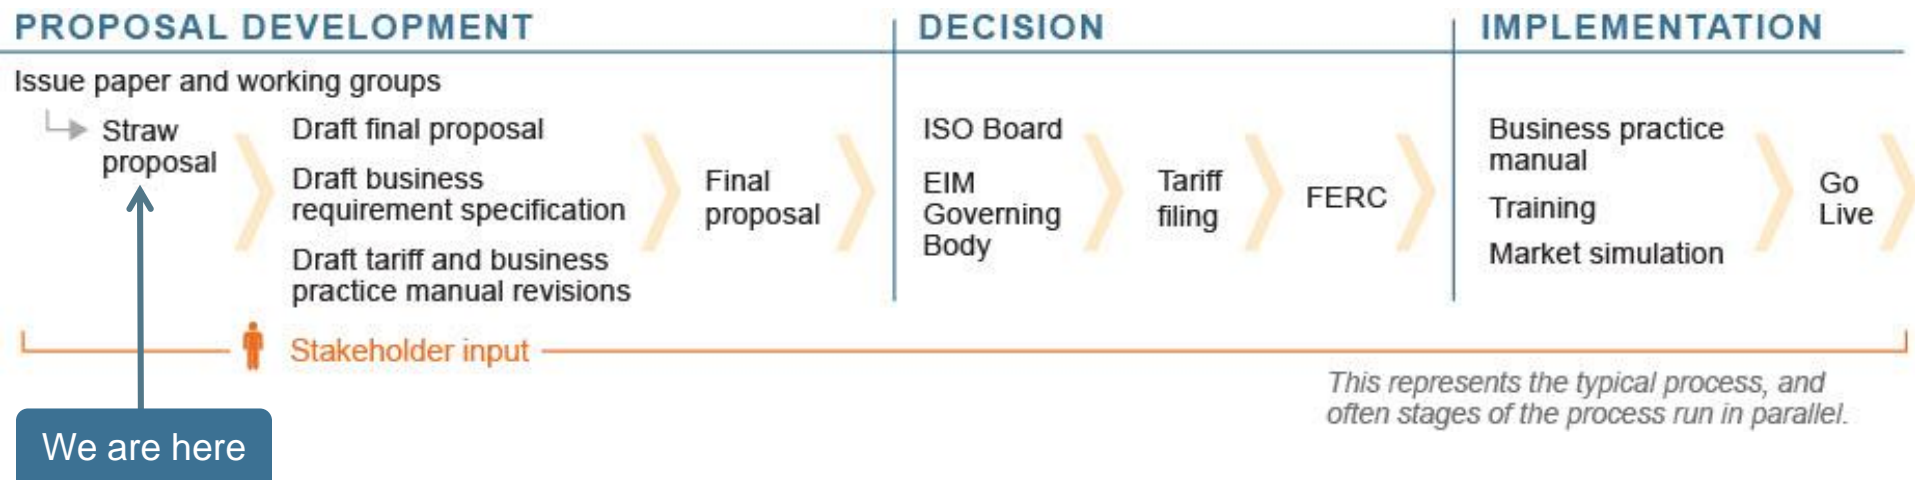 PROPOSAL DEVELOPMENT
DECISION
IMPLEMENTATION
Issue paper and working groups
Straw
proposal
Draft final proposal
Draft business
requirement specification
Draft tariff and business
practice manual revisions
Final
proposal
ISO Board
EIM
Governing
Body
Tariff
filing
FERC
Business practice
manual
Training
Market simulation
Go
Live
Stakeholder input
This represents the typical process, and
often stages of the process run in parallel.
We are here